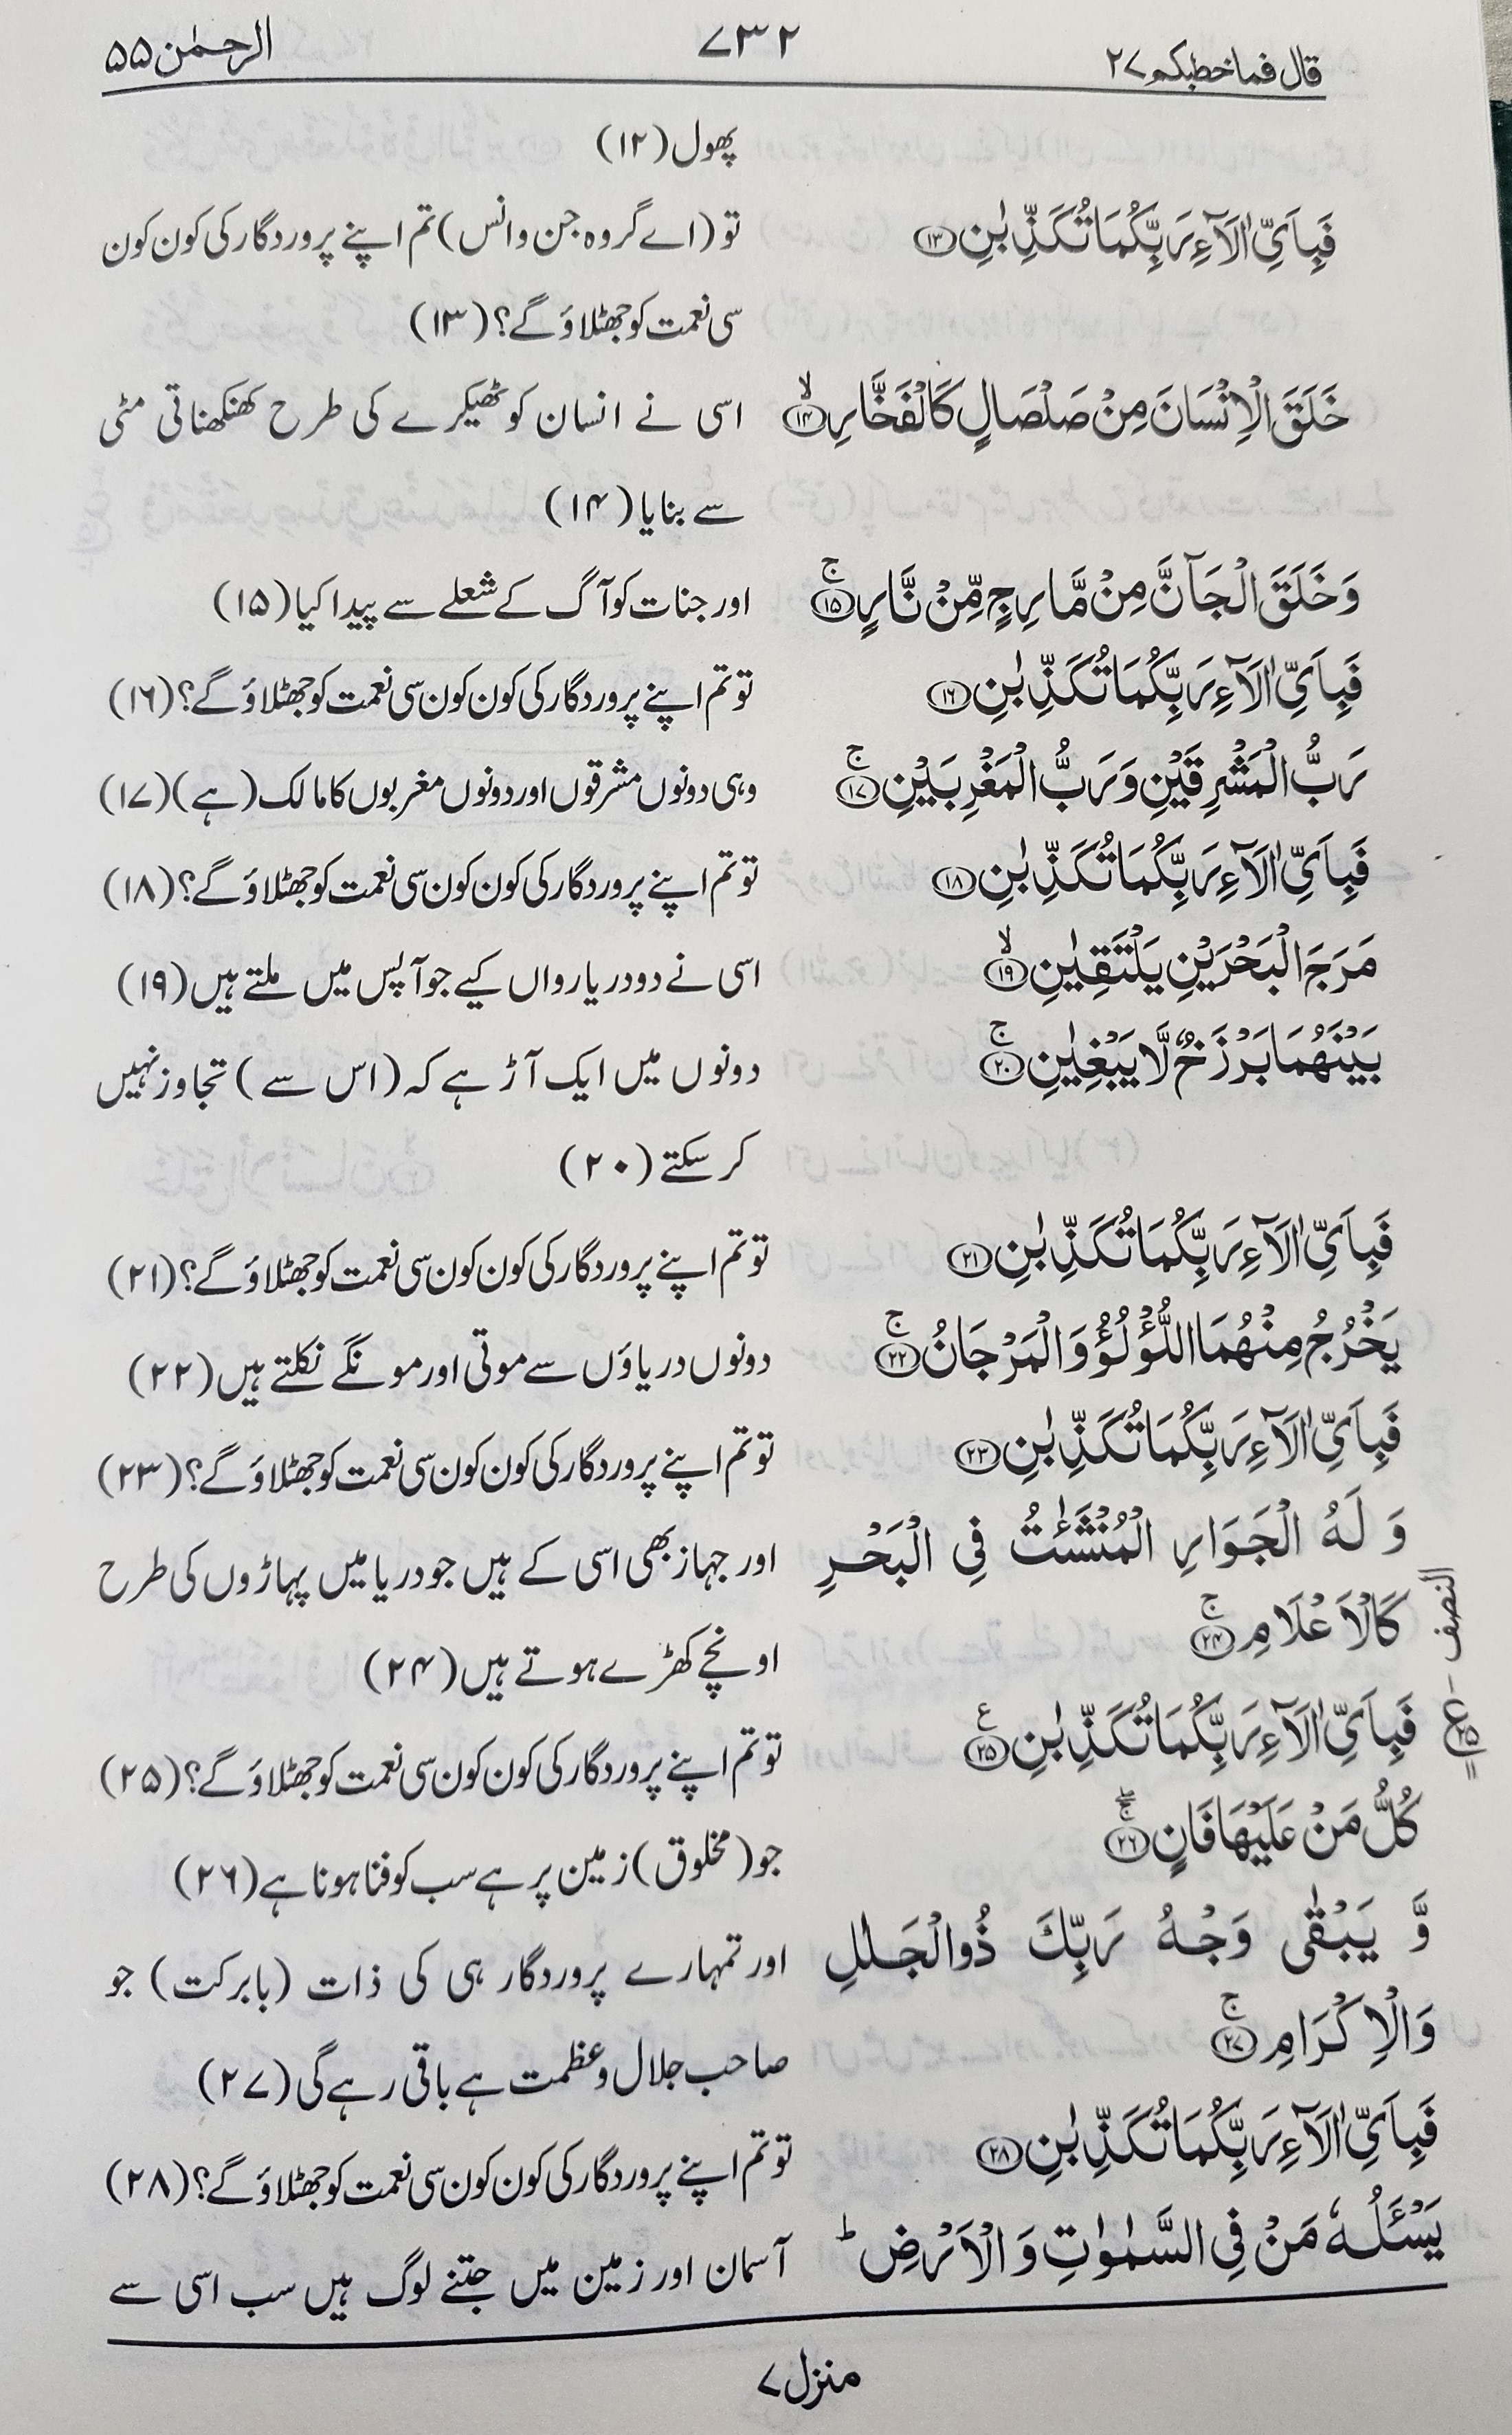 قال فماخطبکم ۲۷
۷۳۲
الرحمٰن ۵۵
پھول (۱۲)
فَبِاَيِّ اٰلَآءِ رَبِّكُمَا تُكَذِّبٰنِ ۝۱۳
تو (اے گروہ جن و انس) تم اپنے پروردگار کی کون کون
سی نعمت کو جھٹلاؤ گے؟ (۱۳)
خَلَقَ الْاِنْسَانَ مِنْ صَلْصَالٍ كَالْفَخَّارِ ۙ‏۝۱۴
اسی نے انسان کو ٹھیکرے کی طرح کھنکھناتی مٹی
سے بنایا (۱۴)
وَ خَلَقَ الْجَآنَّ مِنْ مَّارِجٍ مِّنْ نَّارٍ ۚ‏۝۱۵
اور جنات کو آگ کے شعلے سے پیدا کیا (۱۵)
فَبِاَيِّ اٰلَآءِ رَبِّكُمَا تُكَذِّبٰنِ ۝۱۶
تو تم اپنے پروردگار کی کون کون سی نعمت کو جھٹلاؤ گے؟ (۱۶)
رَبُّ الْمَشْرِقَيْنِ وَ رَبُّ الْمَغْرِبَيْنِ ۚ‏۝۱۷
وہی دونوں مشرقوں اور دونوں مغربوں کا مالک (ہے) (۱۷)
فَبِاَيِّ اٰلَآءِ رَبِّكُمَا تُكَذِّبٰنِ ۝۱۸
تو تم اپنے پروردگار کی کون کون سی نعمت کو جھٹلاؤ گے؟ (۱۸)
مَرَجَ الْبَحْرَيْنِ يَلْتَقِيٰنِ ۙ‏۝۱۹
اسی نے دو دریا رواں کیے جو آپس میں ملتے ہیں (۱۹)
بَيْنَهُمَا بَرْزَخٌ لَّا يَبْغِيٰنِ ۚ‏۝۲۰
دونوں میں ایک آڑ ہے کہ (اس سے) تجاوز نہیں
کر سکتے (۲۰)
فَبِاَيِّ اٰلَآءِ رَبِّكُمَا تُكَذِّبٰنِ ۝۲۱
تو تم اپنے پروردگار کی کون کون سی نعمت کو جھٹلاؤ گے؟ (۲۱)
يَخْرُجُ مِنْهُمَا اللُّؤْلُؤُ وَ الْمَرْجَانُ ۚ‏۝۲۲
دونوں دریاؤں سے موتی اور مونگے نکلتے ہیں (۲۲)
فَبِاَيِّ اٰلَآءِ رَبِّكُمَا تُكَذِّبٰنِ ۝۲۳
تو تم اپنے پروردگار کی کون کون سی نعمت کو جھٹلاؤ گے؟ (۲۳)
وَ لَهُ الْجَوَارِ الْمُنْشَـٰٔتُ فِي الْبَحْرِ
كَالْاَعْلَامِ ۚ‏۝۲۴
النصف
اور جہاز بھی اسی کے ہیں جو دریا میں پہاڑوں کی طرح
اونچے کھڑے ہوتے ہیں (۲۴)
فَبِاَيِّ اٰلَآءِ رَبِّكُمَا تُكَذِّبٰنِ ۝۲۵ ع
ع ۲۵
تو تم اپنے پروردگار کی کون کون سی نعمت کو جھٹلاؤ گے؟ (۲۵)
كُلُّ مَنْ عَلَيْهَا فَانٍ ۝۲۶
جو (مخلوق) زمین پر ہے سب کو فنا ہونا ہے (۲۶)
وَّ يَبْقٰى وَجْهُ رَبِّكَ ذُو الْجَلٰلِ
وَ الْاِكْرَامِ ۚ‏۝۲۷
اور تمہارے پروردگار ہی کی ذات (بابرکت) جو
صاحب جلال و عظمت ہے باقی رہے گی (۲۷)
فَبِاَيِّ اٰلَآءِ رَبِّكُمَا تُكَذِّبٰنِ ۝۲۸
تو تم اپنے پروردگار کی کون کون سی نعمت کو جھٹلاؤ گے؟ (۲۸)
يَسْـَٔلُهٗ مَنْ فِي السَّمٰوٰتِ وَ الْاَرْضِ ؕ
آسمان اور زمین میں جتنے لوگ ہیں سب اسی سے
منزل ۷